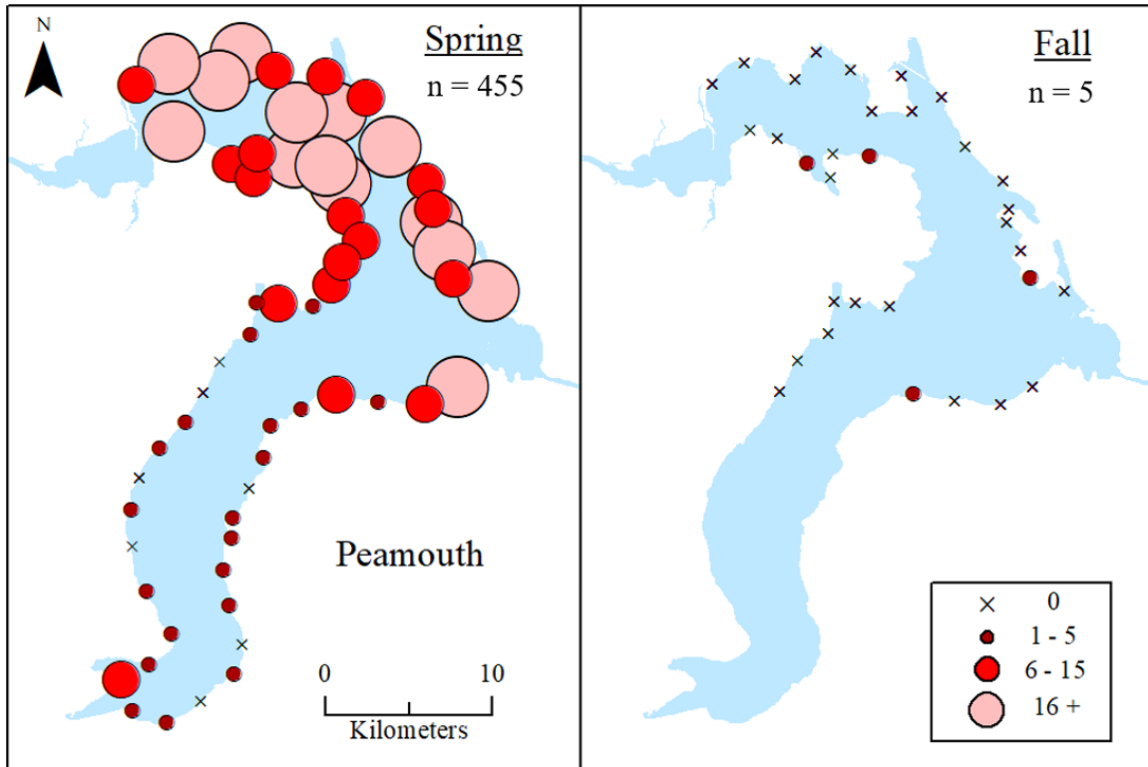 N
Spring
n = 455
Fall
n = 5
Peamouth
0 10
Kilometers
0
1 - 5
6 - 15
16 +